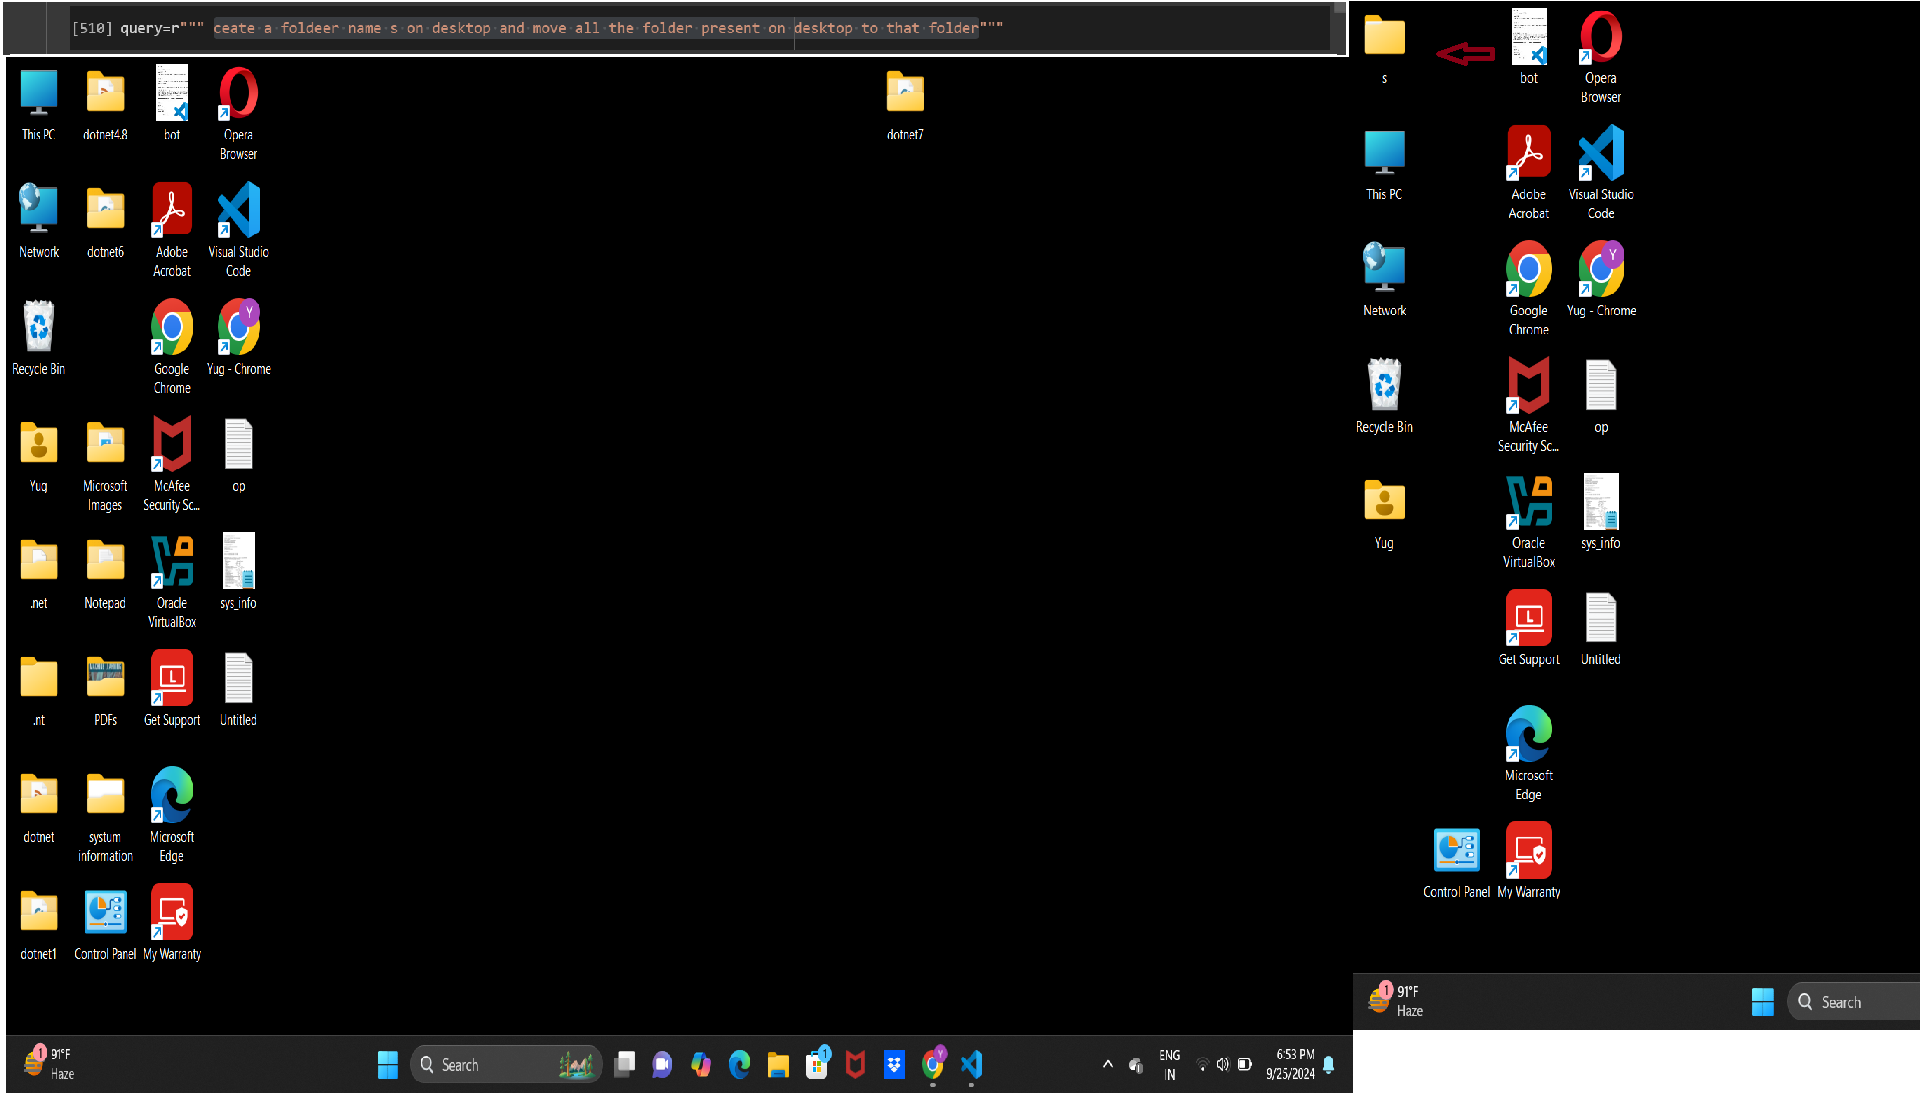 [510] query=r""" ceate a foldeer name s on desktop and move all the folder present on desktop to that folder"""
This PC
dotnet4.8
bot
Opera
Browser
dotnet7
Network
dotnet6
Adobe
Acrobat
Visual Studio
Code
Recycle Bin
Google
Chrome
Y
Yug - Chrome
Yug
Microsoft
Images
McAfee
Security Sc...
op
.net
Notepad
Oracle
VirtualBox
sys_info
.nt
PDFs
L
Get Support
Untitled
dotnet
systum
information
Microsoft
Edge
dotnet1
Control Panel
My Warranty
1
91°F
Haze
Search
1
Y
ENG
IN
6:53 PM
9/25/2024
s
bot
Opera
Browser
This PC
Adobe
Acrobat
Visual Studio
Code
Network
Google
Chrome
Y
Yug - Chrome
Recycle Bin
McAfee
Security Sc...
op
Yug
Oracle
VirtualBox
sys_info
L
Get Support
Untitled
Microsoft
Edge
Control Panel
My Warranty
1
91°F
Haze
Search